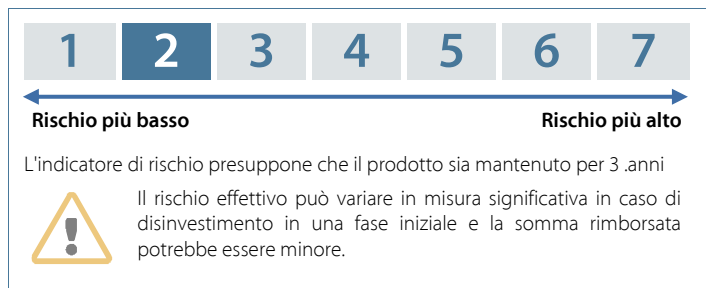 1 2 3 4 5 6 7
Rischio più basso Rischio più alto
L'indicatore di rischio presuppone che il prodotto sia mantenuto per 3 .anni
Il rischio effettivo può variare in misura significativa in caso di
disinvestimento in una fase iniziale e la somma rimborsata
potrebbe essere minore.